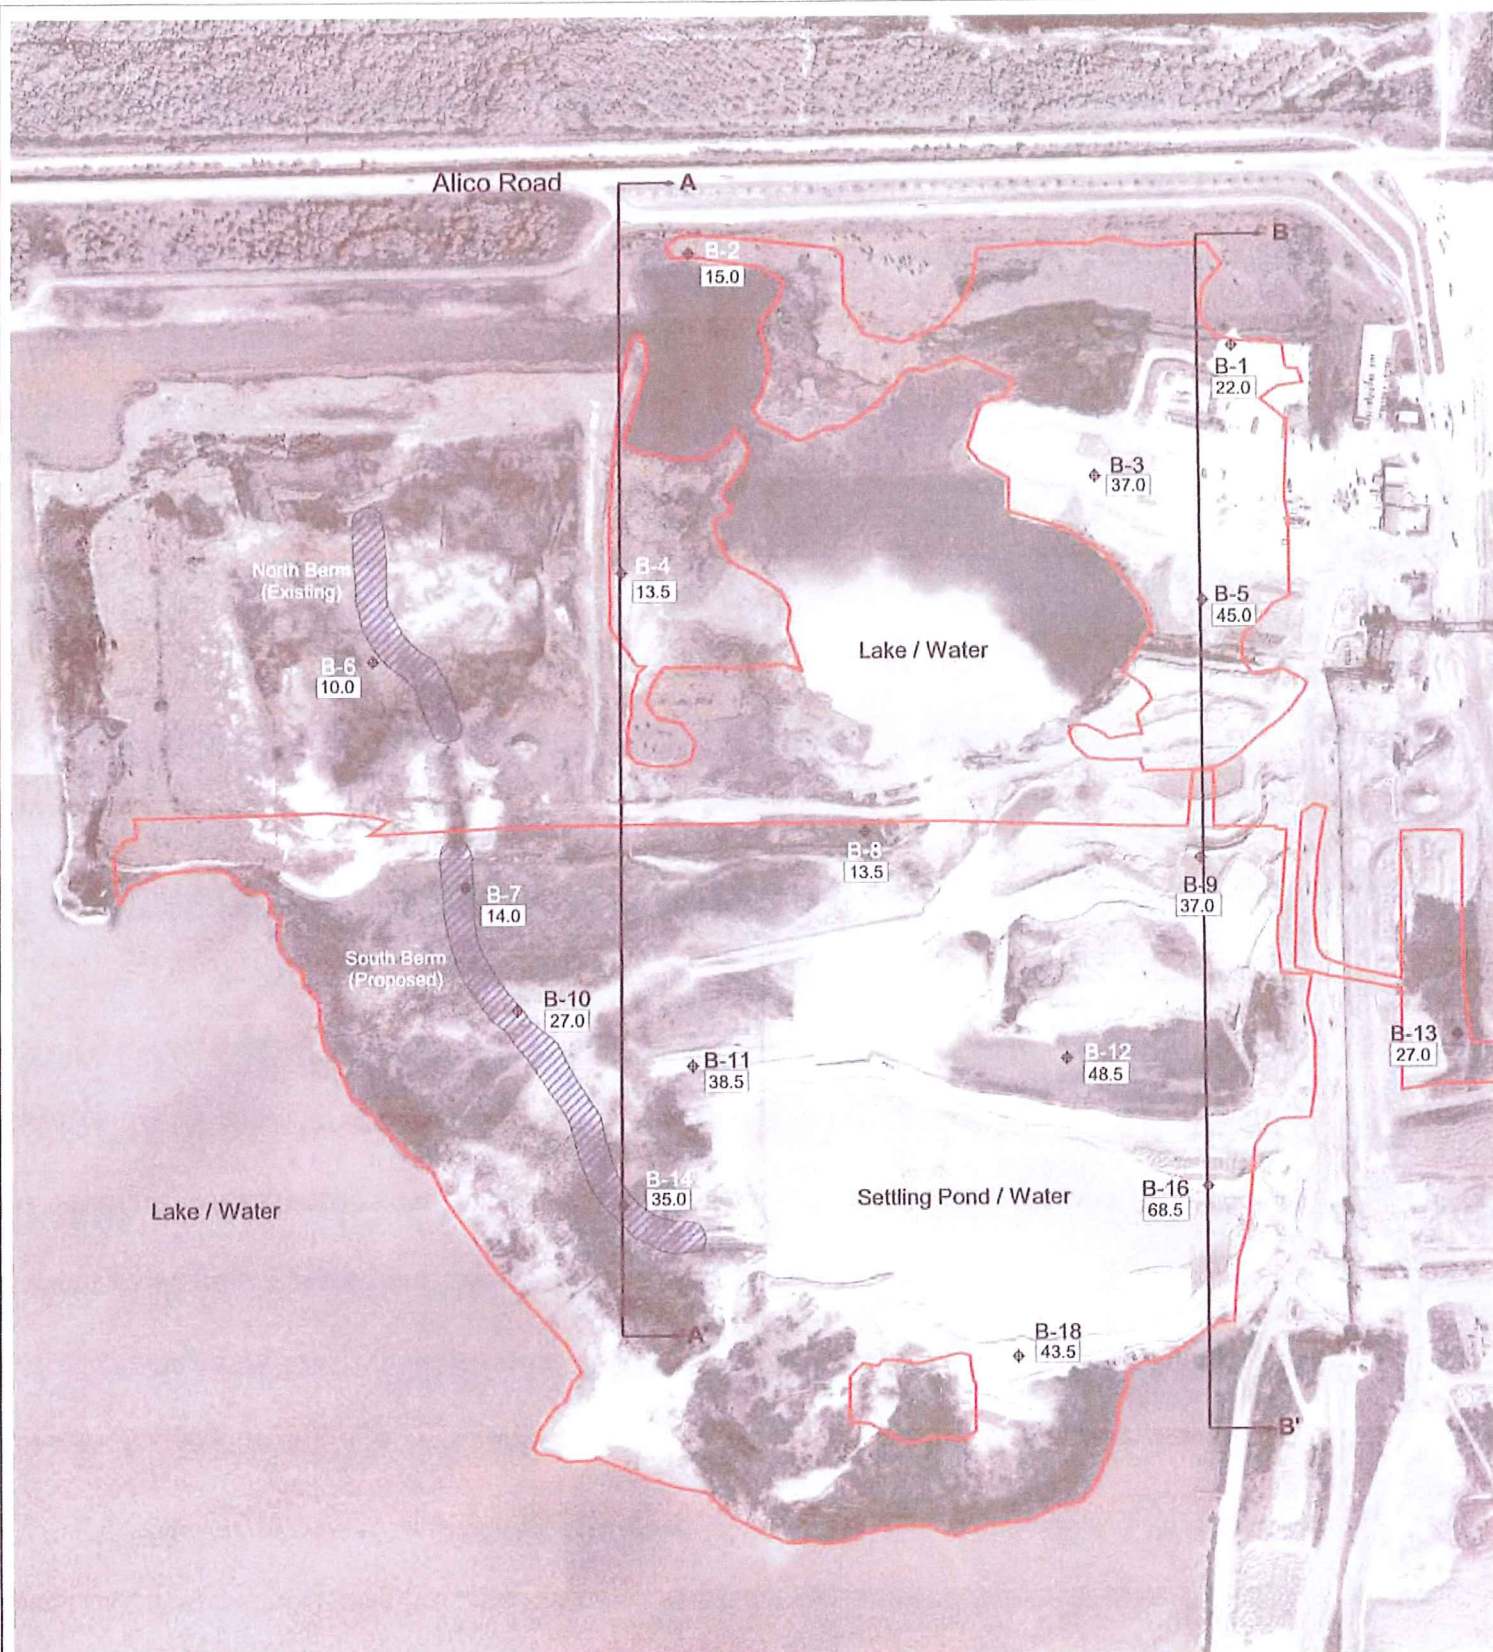 Alico Road
A
B
B-2
15.0
B-1
22.0
B-3
37.0
B-4
13.5
North Berm
(Existing)
B-5
45.0
Lake / Water
B-6
10.0
B-8
13.5
B-9
37.0
B-7
14.0
South Berm
(Proposed)
B-10
27.0
B-13
27.0
B-11
38.5
B-12
48.5
B-14
35.0
Settling Pond / Water
B-16
68.5
Lake / Water
A'
B-18
43.5
B'